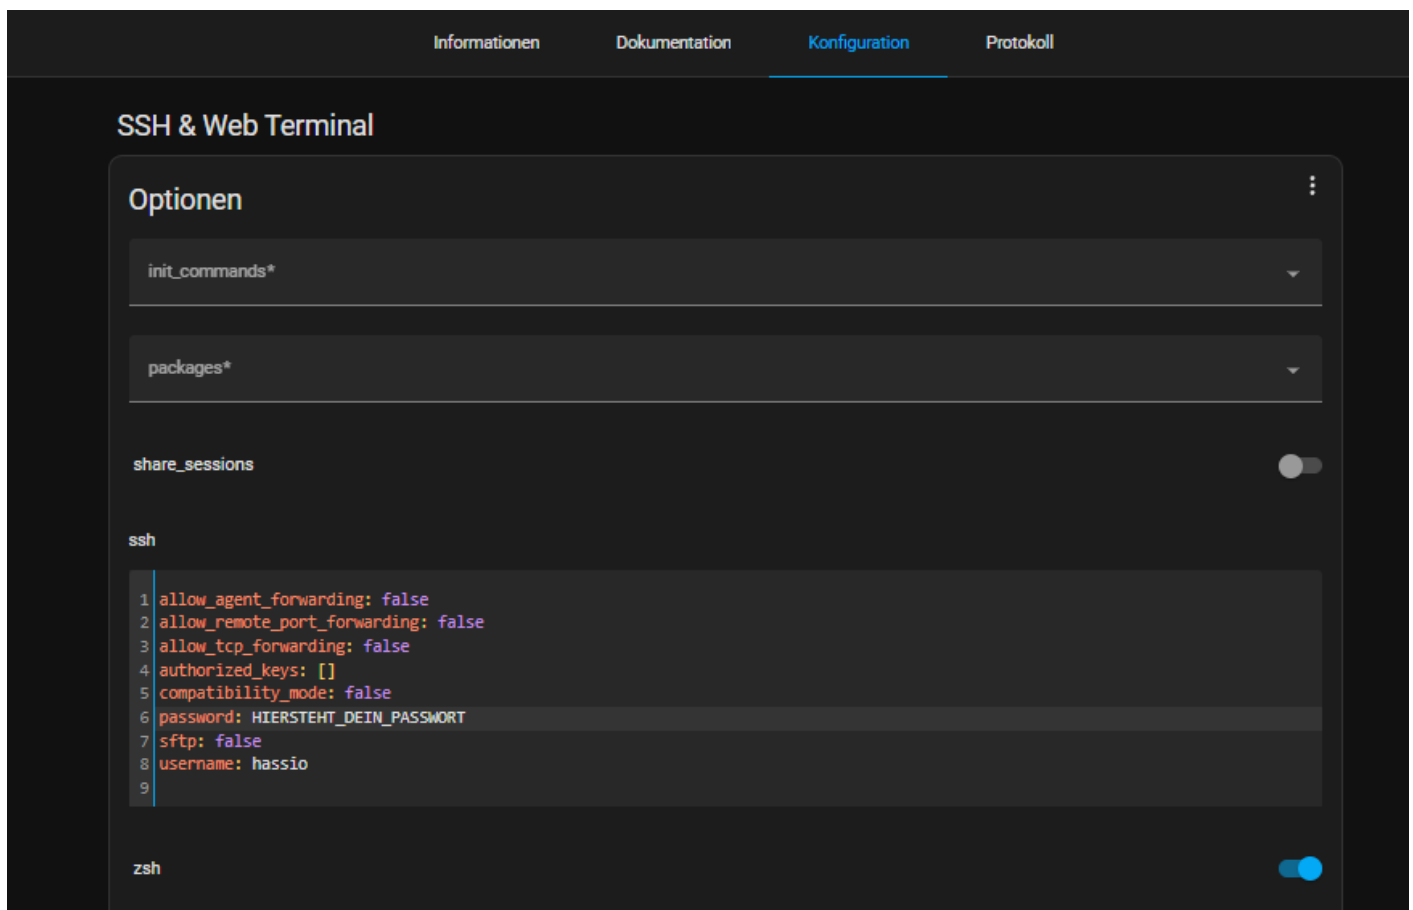 Informationen Dokumentation Konfiguration Protokoll
SSH & Web Terminal
Optionen
init_commands*
packages*
share_sessions
ssh
1 allow_agent_forwarding: false
2 allow_remote_port_forwarding: false
3 allow_tcp_forwarding: false
4 authorized_keys: []
5 compatibility_mode: false
6 password: HIERSTEHT_DEIN_PASSWORT
7 sftp: false
8 username: hassio
9
zsh